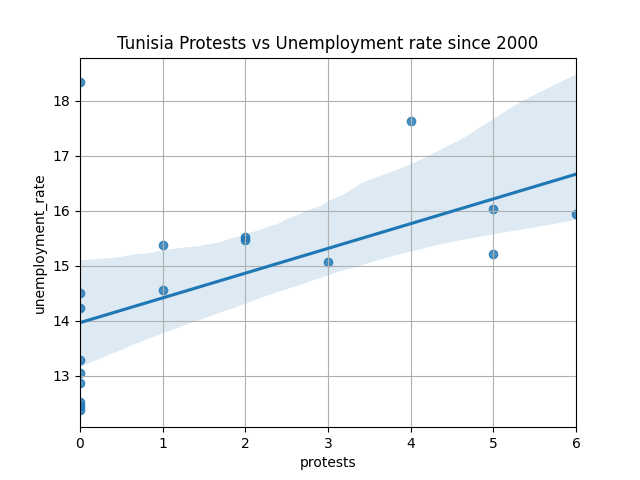 Tunisia Protests vs Unemployment rate since 2000
18
17
16
15
14
13
unemployment_rate
0 1 2 3 4 5 6
protests